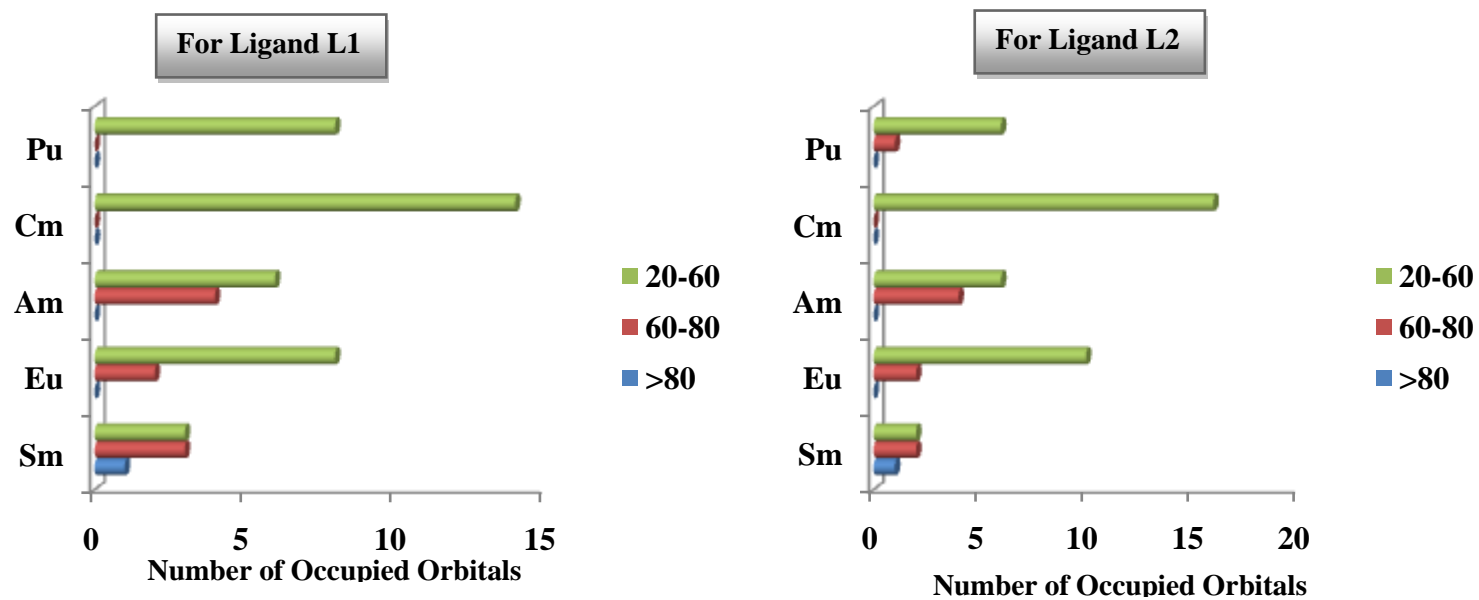 For Ligand L1
Pu
Cm
Am
Eu
Sm
0 5 10 15
Number of Occupied Orbitals
20-60
60-80
>80
For Ligand L2
Pu
Cm
Am
Eu
Sm
0 5 10 15 20
Number of Occupied Orbitals
20-60
60-80
>80